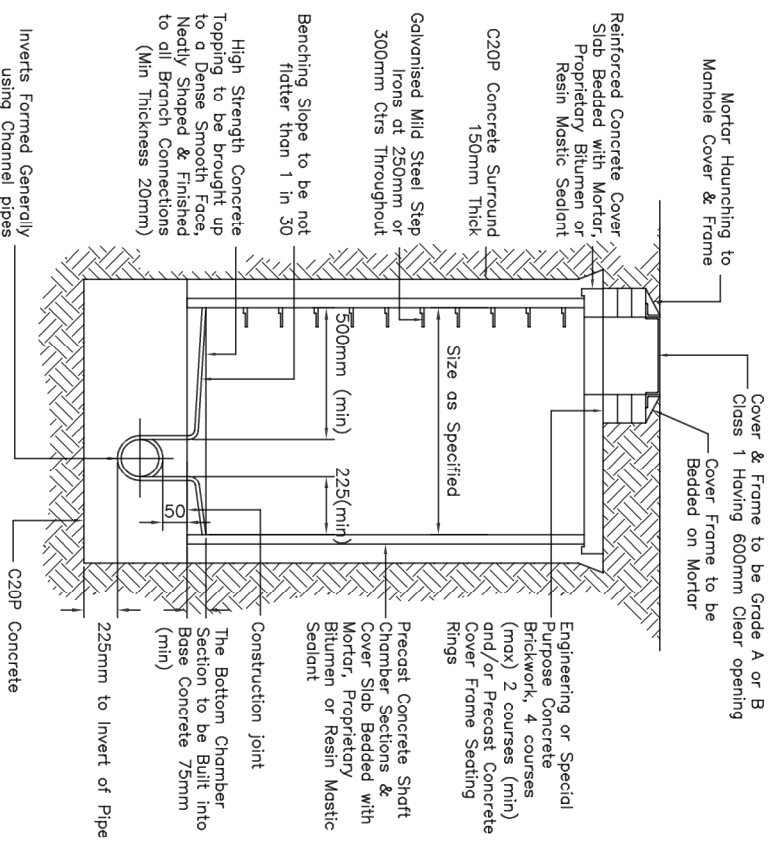 Mortar Haunching to
Manhole Cover & Frame
Reinforced Concrete Cover
Slab Bedded with Mortar,
Proprietary Bitumen or
Resin Mastic Sealant
C20P Concrete Surround
150mm Thick
Galvanised Mild Steel Step
Irons at 250mm or
300mm Ctrs Throughout
Benching Slope to be not
flatter than 1 in 30
High Strength Concrete
Topping to be brought up
to a Dense Smooth Face,
Neatly Shaped & Finished
to all Branch Connections
(Min Thickness 20mm)
Inverts Formed Generally
using Channel pipes
Size as Specified
500mm (min)
225(min)
50
Cover & Frame to be Grade A or B
Class 1 Having 600mm Clear opening
Cover Frame to be
Bedded on Mortar
Engineering or Special
Purpose Concrete
Brickwork, 4 courses
(max) 2 courses (min)
and/or Precast Concrete
Cover Frame Seating
Rings
Precast Concrete Shaft
Chamber Sections &
Cover Slab Bedded with
Mortar, Proprietary
Bitumen or Resin Mastic
Sealant
Construction joint
The Bottom Chamber
Section to be Built into
Base Concrete 75mm
(min)
225mm to Invert of Pipe
C20P Concrete